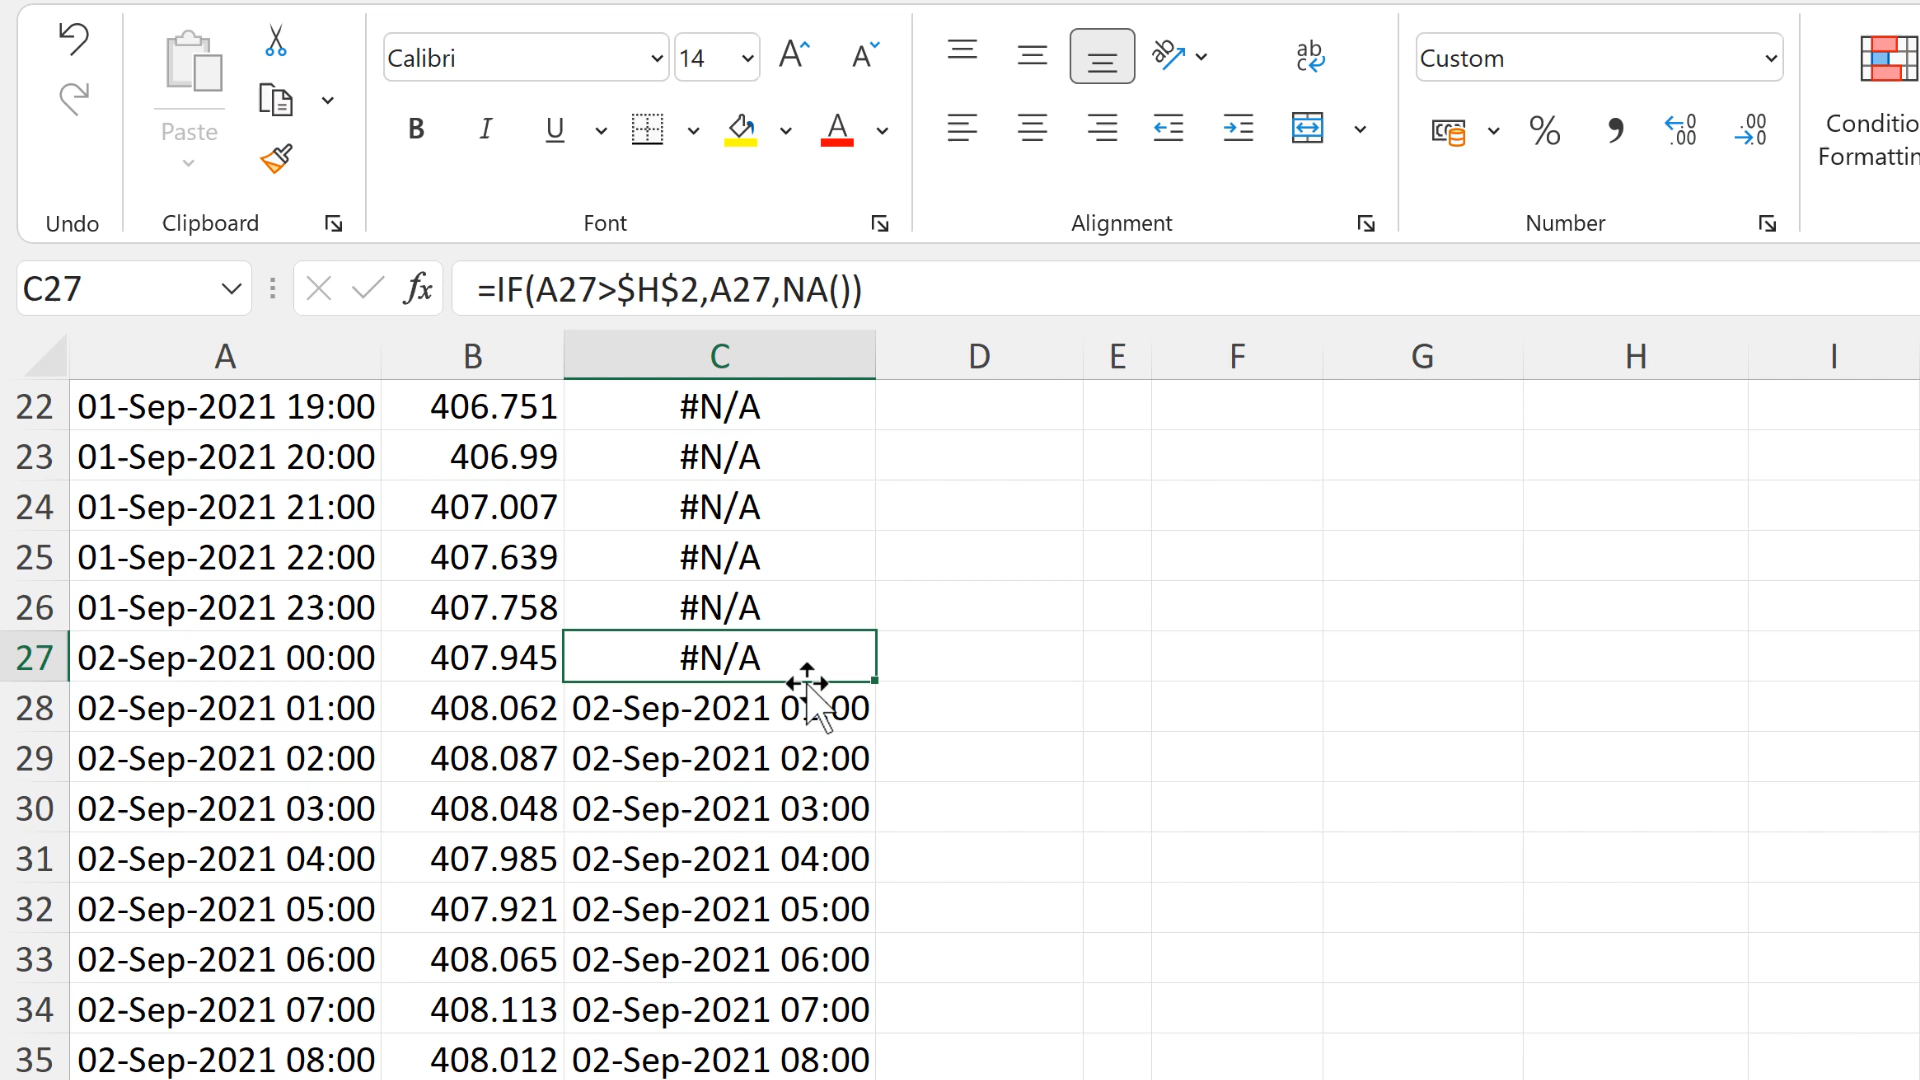 Paste
Undo
Clipboard
Calibri
14
A
A
B
I
U
A
Font
ab
ab
c
Alignment
Custom
%
,
.0
.00
.00
.0
Number
Conditio
Formattin
C27
fx
=IF(A27>$H$2,A27,NA())
A B C D E F G H I
22 01-Sep-2021 19:00 406.751 #N/A
23 01-Sep-2021 20:00 406.99 #N/A
24 01-Sep-2021 21:00 407.007 #N/A
25 01-Sep-2021 22:00 407.639 #N/A
26 01-Sep-2021 23:00 407.758 #N/A
27 02-Sep-2021 00:00 407.945 #N/A
28 02-Sep-2021 01:00 408.062 02-Sep-2021
29 02-Sep-2021 02:00 408.087 02-Sep-2021 02:00
30 02-Sep-2021 03:00 408.048 02-Sep-2021 03:00
31 02-Sep-2021 04:00 407.985 02-Sep-2021 04:00
32 02-Sep-2021 05:00 407.921 02-Sep-2021 05:00
33 02-Sep-2021 06:00 408.065 02-Sep-2021 06:00
34 02-Sep-2021 07:00 408.113 02-Sep-2021 07:00
35 02-Sep-2021 08:00 408.012 02-Sep-2021 08:00